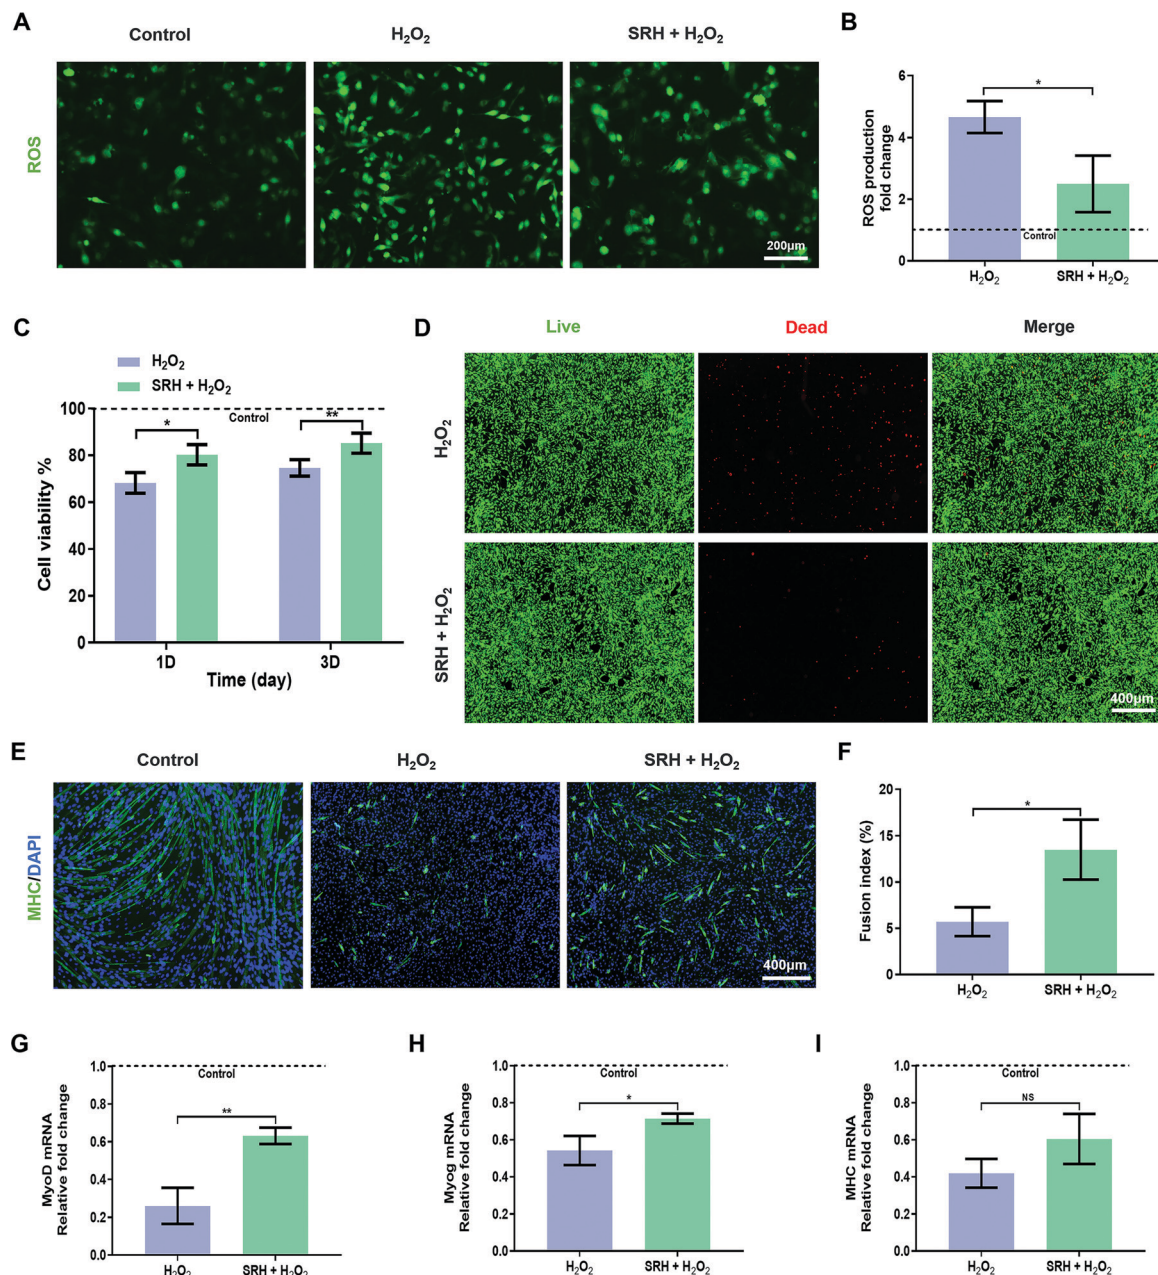 A
Control
H₂O₂
SRH + H₂O₂
ROS
200μm
B
ROS production
fold change
6
4
2
0
*
Control
H₂O₂
SRH + H₂O₂
C
H₂O₂
SRH + H₂O₂
Cell viability %
100
80
60
40
20
0
Control
*
**
1D
3D
Time (day)
D
Live
Dead
Merge
H₂O₂
SRH + H₂O₂
400μm
E
Control
H₂O₂
SRH + H₂O₂
MHC/DAPI
400μm
F
Fusion index (%)
20
15
10
5
0
*
H₂O₂
SRH + H₂O₂
G
MyoD mRNA
Relative fold change
1.0
0.8
0.6
0.4
0.2
0.0
Control
**
H₂O₂
SRH + H₂O₂
H
Myog mRNA
Relative fold change
1.0
0.8
0.6
0.4
0.2
0.0
Control
*
H₂O₂
SRH + H₂O₂
I
MHC mRNA
Relative fold change
1.0
0.8
0.6
0.4
0.2
0.0
Control
NS
H₂O₂
SRH + H₂O₂